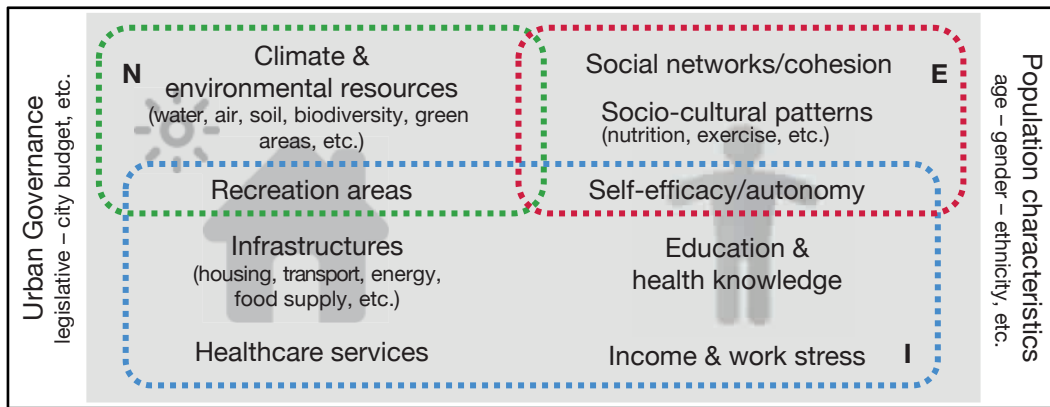 Urban Governance
legislative – city budget, etc.
N
Climate &
environmental resources
(water, air, soil, biodiversity, green
areas, etc.)
Recreation areas
Infrastructures
(housing, transport, energy,
food supply, etc.)
Healthcare services
E
Social networks/cohesion
Socio-cultural patterns
(nutrition, exercise, etc.)
Self-efficacy/autonomy
Education &
health knowledge
Income & work stress
I
Population characteristics
age – gender – ethnicity, etc.